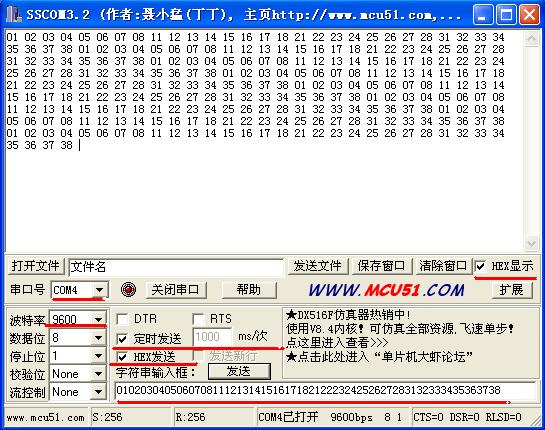 SSCOM3.2 (作者:聂小猛(丁丁), 主页http://www.mcu51.com,...
01 02 03 04 05 06 07 08 11 12 13 14 15 16 17 18 21 22 23 24 25 26 27 28 31 32 33 34
35 36 37 38 01 02 03 04 05 06 07 08 11 12 13 14 15 16 17 18 21 22 23 24 25 26 27 28
31 32 33 34 35 36 37 38 01 02 03 04 05 06 07 08 11 12 13 14 15 16 17 18 21 22 23 24
25 26 27 28 31 32 33 34 35 36 37 38 01 02 03 04 05 06 07 08 11 12 13 14 15 16 17 18
21 22 23 24 25 26 27 28 31 32 33 34 35 36 37 38 01 02 03 04 05 06 07 08 11 12 13 14
15 16 17 18 21 22 23 24 25 26 27 28 31 32 33 34 35 36 37 38 01 02 03 04 05 06 07 08
11 12 13 14 15 16 17 18 21 22 23 24 25 26 27 28 31 32 33 34 35 36 37 38 01 02 03 04
05 06 07 08 11 12 13 14 15 16 17 18 21 22 23 24 25 26 27 28 31 32 33 34 35 36 37 38
01 02 03 04 05 06 07 08 11 12 13 14 15 16 17 18 21 22 23 24 25 26 27 28 31 32 33 34
35 36 37 38
打开文件 文件名 发送文件 保存窗口 清除窗口 HEX显示
串口号 COM4 关闭串口 帮助 WWW.MCU51.COM 扩展
波特率 9600 DTR RTS
数据位 8 定时发送 1000 ms/次
停止位 1 HEX发送 发送新行
校验位 None 字符串输入框: 发送
流控制 None 0102030405060708111213141516171821222324252627283132333435363738
★DX516F仿真器热销中!
使用V8.4内核! 可仿真全部资源,飞速单步!
点这里进入查看>>>
★点击此处进入“单片机大虾论坛”
www.mcu51.com S:256 R:256 COM4已打开 9600bps 8 1 CTS=0 DSR=0 RLSD=0